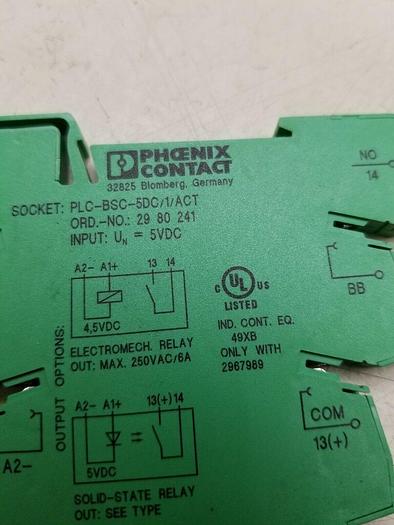 PHŒNIX
CONTACT
32825 Blomberg, Germany
SOCKET: PLC-BSC-5DC/1/ACT
ORD.-NO.: 29 80 241
INPUT: UN = 5VDC
NO
14
A2- A1+ 13 14
4,5VDC
ELECTROMECH. RELAY
OUT: MAX. 250VAC/6A
OUTPUT OPTIONS:
C UL US
LISTED
IND. CONT. EQ.
49XB
ONLY WITH
2967989
BB
A2- A1+ 13(+) 14
5VDC
SOLID-STATE RELAY
OUT: SEE TYPE
COM
13(+)
A2-